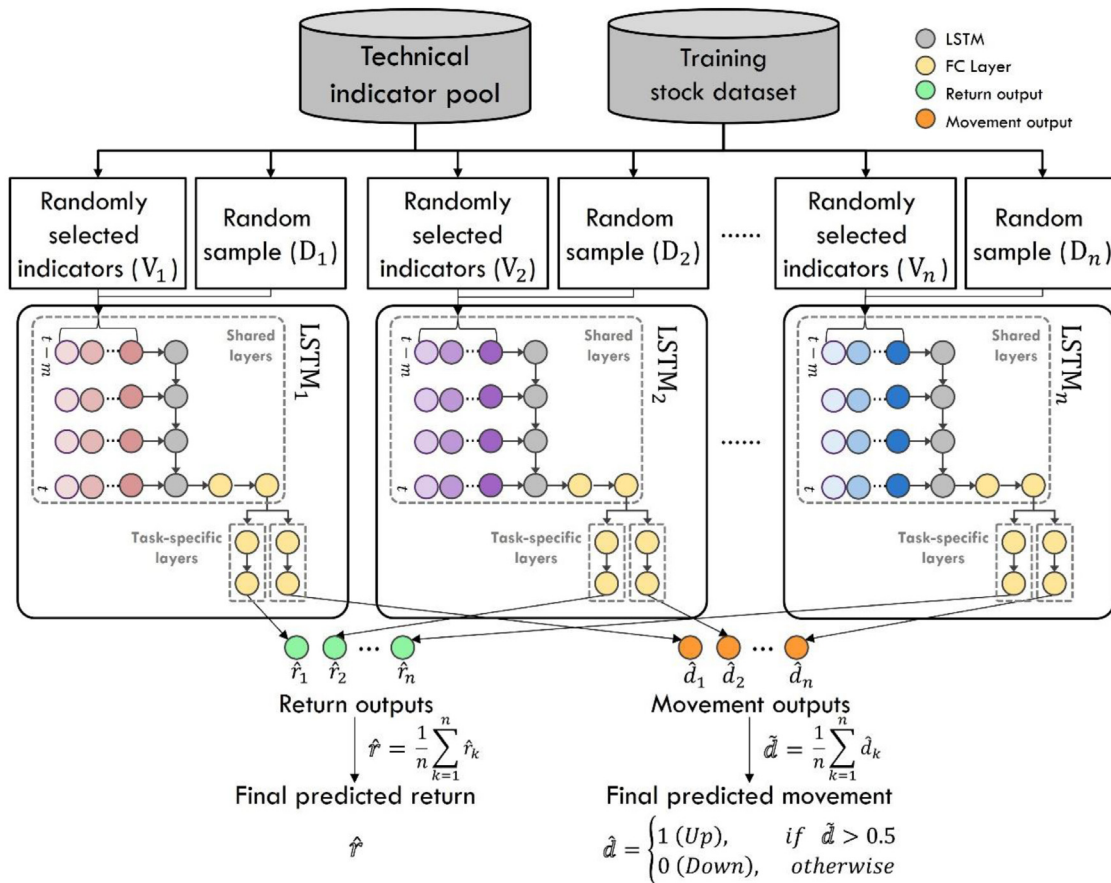 Technical
indicator pool
Training
stock dataset
LSTM
FC Layer
Return output
Movement output
Randomly
selected
indicators (V₁)
Random
sample (D₁)
Randomly
selected
indicators (V₂)
Random
sample (D₂)
......
Randomly
selected
indicators (Vₙ)
Random
sample (Dₙ)
t − m
...
...
...
...
t
Shared
layers
LSTM₁
Task-specific
layers
t − m
...
...
...
...
t
Shared
layers
LSTM₂
Task-specific
layers
......
t − m
...
...
...
...
t
Shared
layers
LSTMₙ
Task-specific
layers
...
r̂₁ r̂₂ r̂ₙ
Return outputs
𝕣̂ = 1/n ∑ₖ₌₁ⁿ r̂ₖ
Final predicted return
𝕣̂
...
d̂₁ d̂₂ d̂ₙ
Movement outputs
𝕕̃ = 1/n ∑ₖ₌₁ⁿ d̂ₖ
Final predicted movement
𝕕̂ = { 1 (Up), if 𝕕̃ > 0.5
0 (Down), otherwise